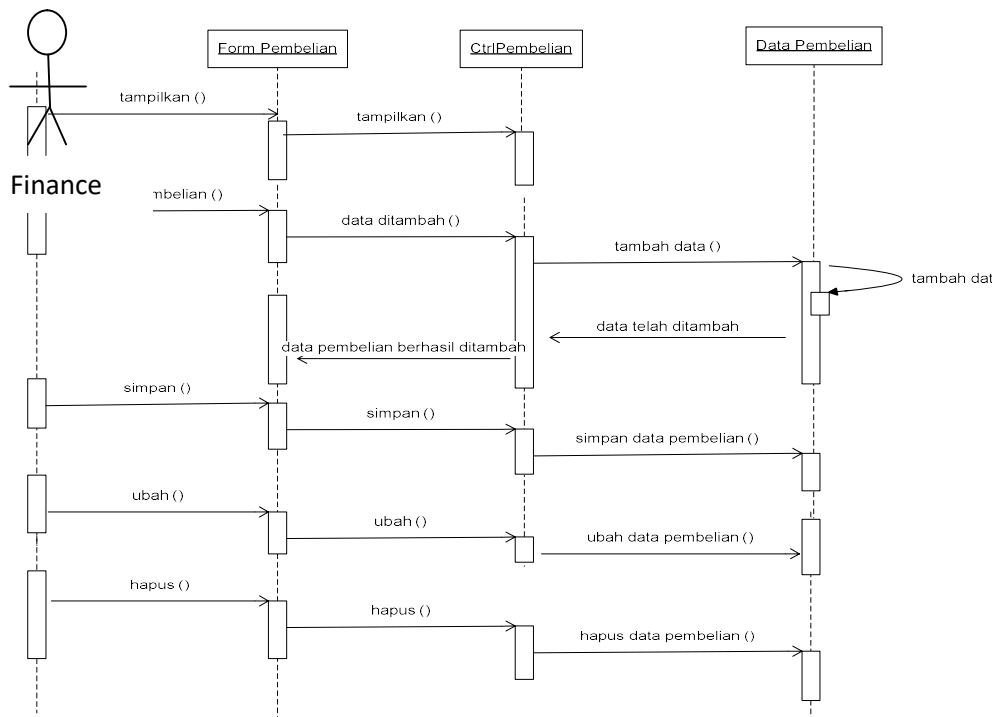 Form Pembelian
CtrlPembelian
Data Pembelian
tampilkan ()
tampilkan ()
Finance
mbelian ()
data ditambah ()
tambah data ()
tambah dat
data telah ditambah
data pembelian berhasil ditambah
simpan ()
simpan ()
simpan data pembelian ()
ubah ()
ubah ()
ubah data pembelian ()
hapus ()
hapus ()
hapus data pembelian ()